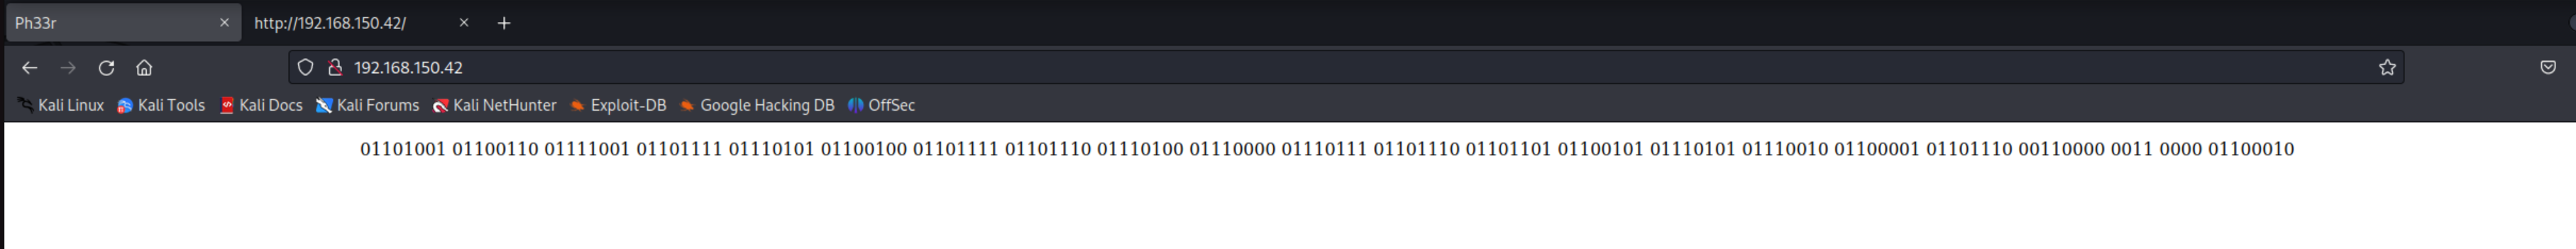 Ph33r http://192.168.150.42/
192.168.150.42
Kali Linux Kali Tools Kali Docs Kali Forums Kali NetHunter Exploit-DB Google Hacking DB OffSec
01101001 01100110 01111001 01101111 01110101 01100100 01101111 01101110 01110100 01110000 01110111 01101110 01101101 01100101 01110101 01110010 01100001 01101110 00110000 0011 0000 01100010